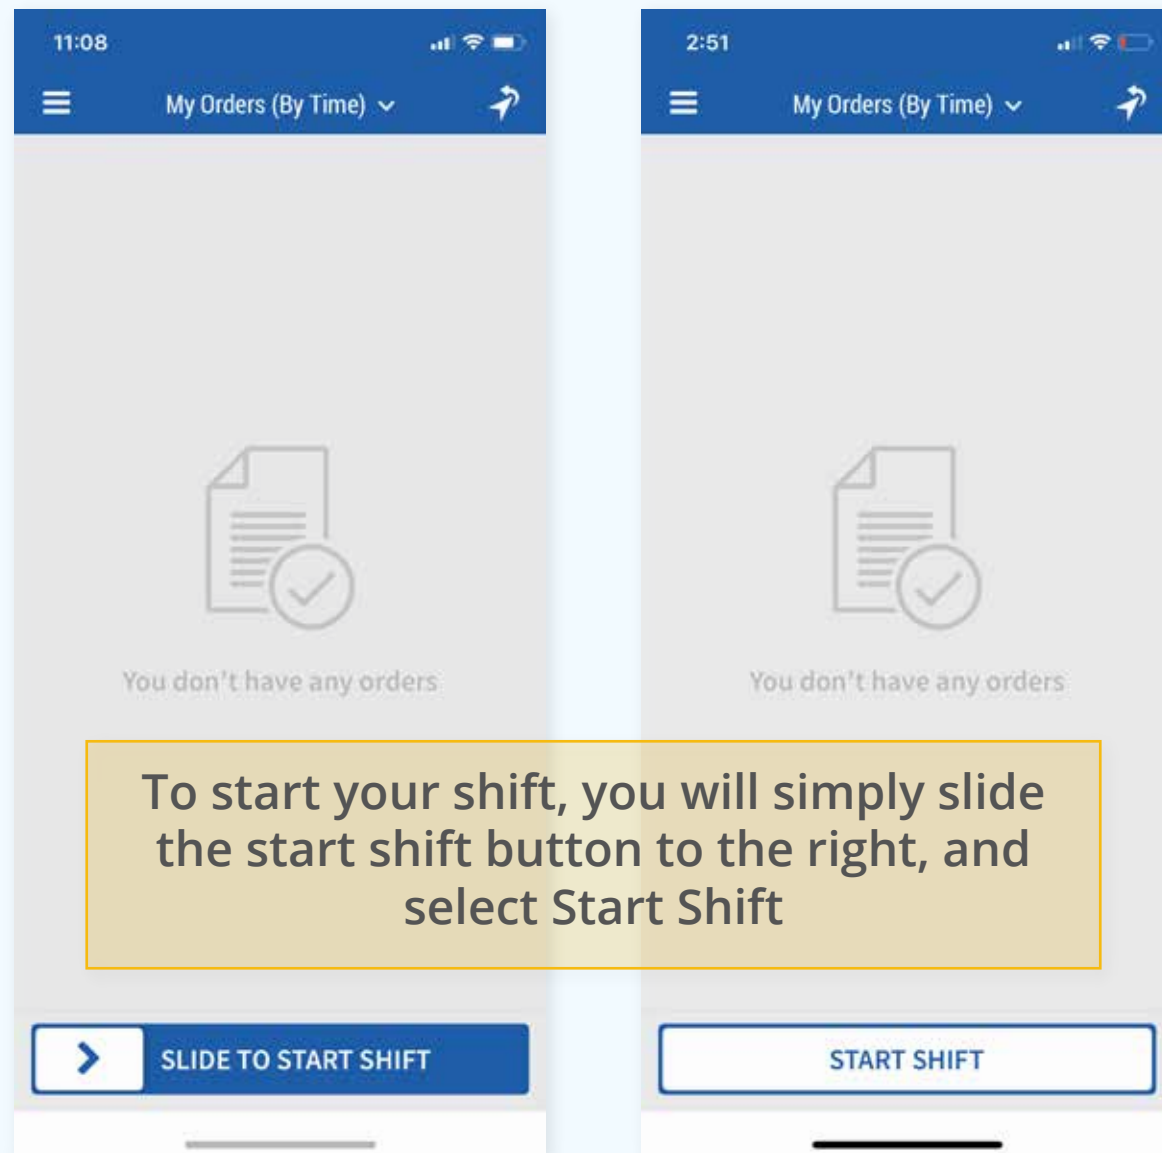 11:08
My Orders (By Time)
You don't have any orders
SLIDE TO START SHIFT
2:51
My Orders (By Time)
You don't have any orders
START SHIFT
To start your shift, you will simply slide
the start shift button to the right, and
select Start Shift